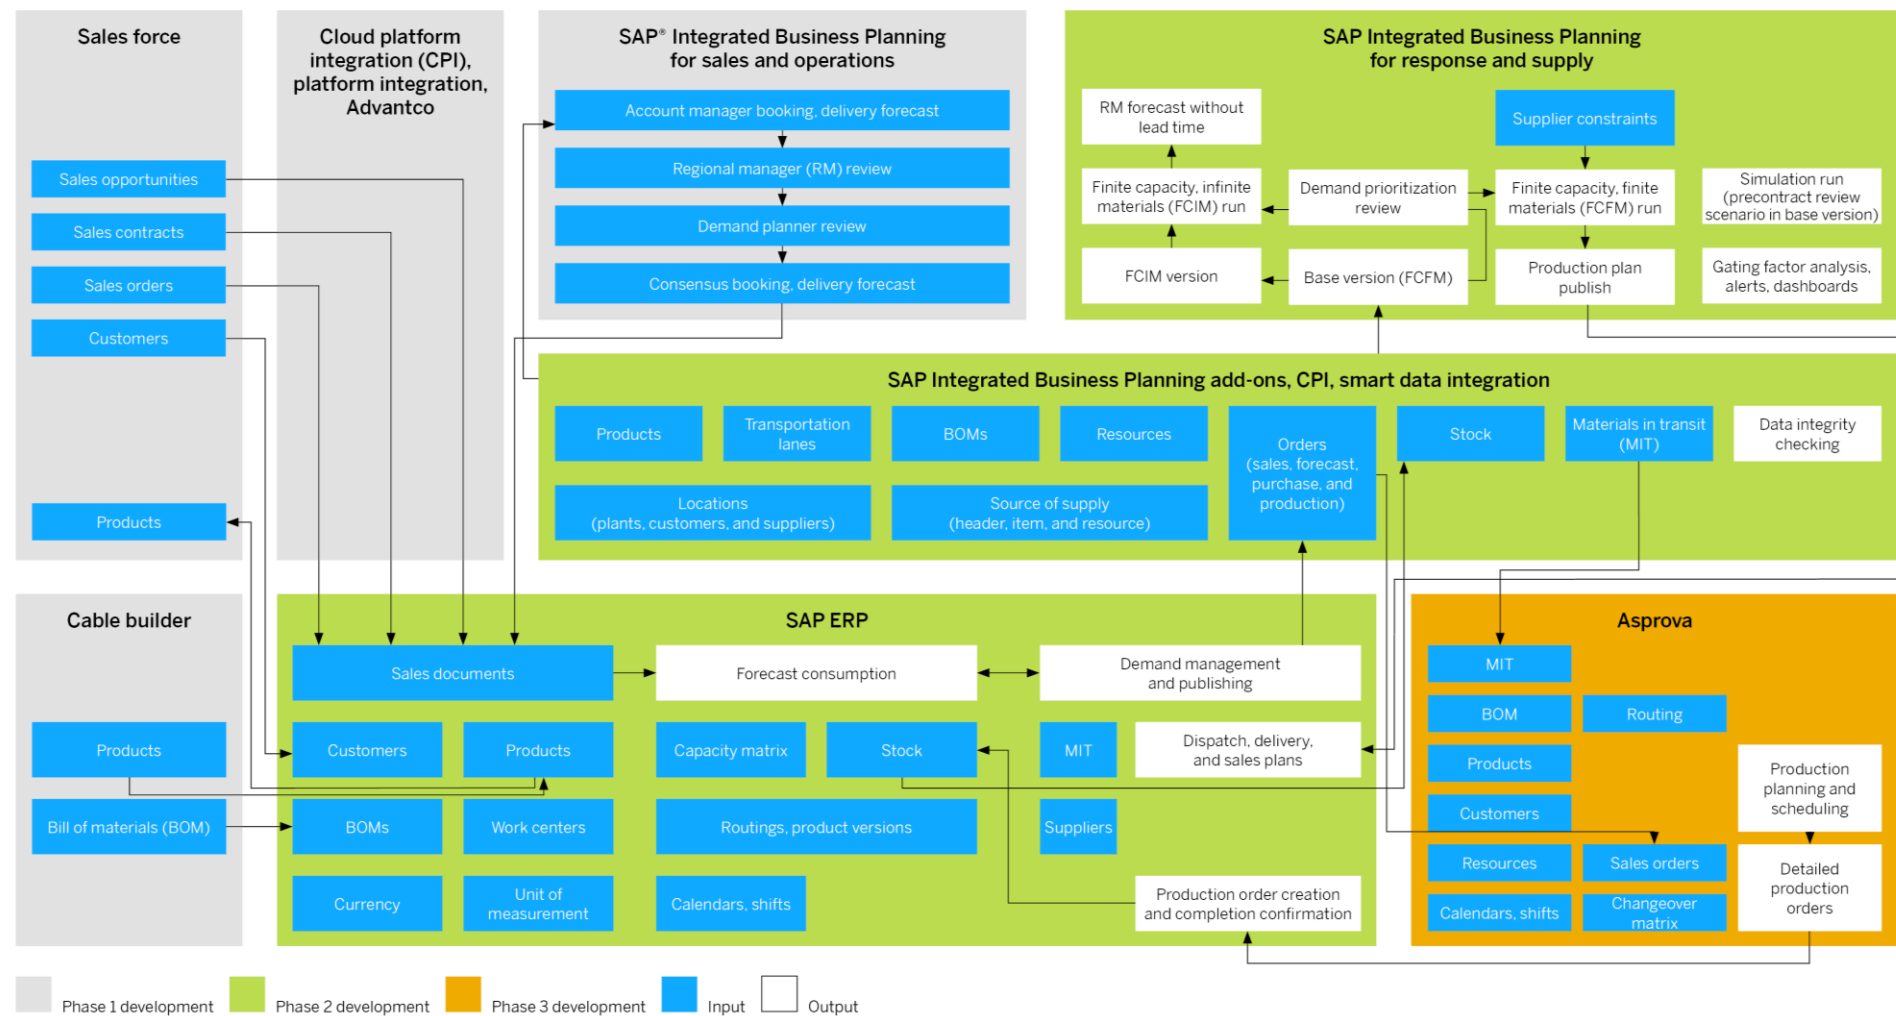 Sales force
Sales opportunities
Sales contracts
Sales orders
Customers
Products
Cloud platform
integration (CPI),
platform integration,
Advantco
SAP® Integrated Business Planning
for sales and operations
Account manager booking, delivery forecast
Regional manager (RM) review
Demand planner review
Consensus booking, delivery forecast
SAP Integrated Business Planning
for response and supply
RM forecast without
lead time
Supplier constraints
Finite capacity, infinite
materials (FCIM) run
Demand prioritization
review
Finite capacity, finite
materials (FCFM) run
Simulation run
(precontract review
scenario in base version)
FCIM version
Base version (FCFM)
Production plan
publish
Gating factor analysis,
alerts, dashboards
SAP Integrated Business Planning add-ons, CPI, smart data integration
Products
Transportation
lanes
BOMs
Resources
Orders
(sales, forecast,
purchase, and
production)
Stock
Materials in transit
(MIT)
Data integrity
checking
Locations
(plants, customers, and suppliers)
Source of supply
(header, item, and resource)
Cable builder
Products
Bill of materials (BOM)
SAP ERP
Sales documents
Forecast consumption
Demand management
and publishing
Customers
Products
Capacity matrix
Stock
MIT
Dispatch, delivery,
and sales plans
BOMs
Work centers
Routings, product versions
Suppliers
Currency
Unit of
measurement
Calendars, shifts
Production order creation
and completion confirmation
Asprova
MIT
BOM
Routing
Products
Customers
Production
planning and
scheduling
Resources
Sales orders
Detailed
production
orders
Calendars, shifts
Changeover
matrix
Phase 1 development
Phase 2 development
Phase 3 development
Input
Output